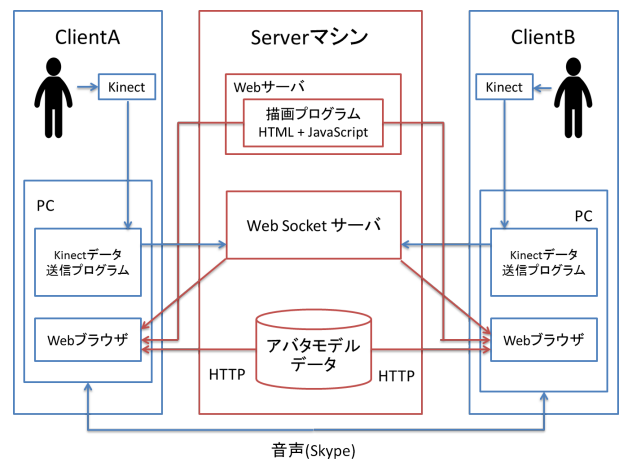 ClientA
Serverマシン
ClientB
Kinect
Webサーバ
描画プログラム
HTML + JavaScript
Kinect
PC
Web Socket サーバ
PC
Kinectデータ
送信プログラム
Kinectデータ
送信プログラム
Webブラウザ
アバタモデル
データ
Webブラウザ
HTTP
HTTP
音声(Skype)